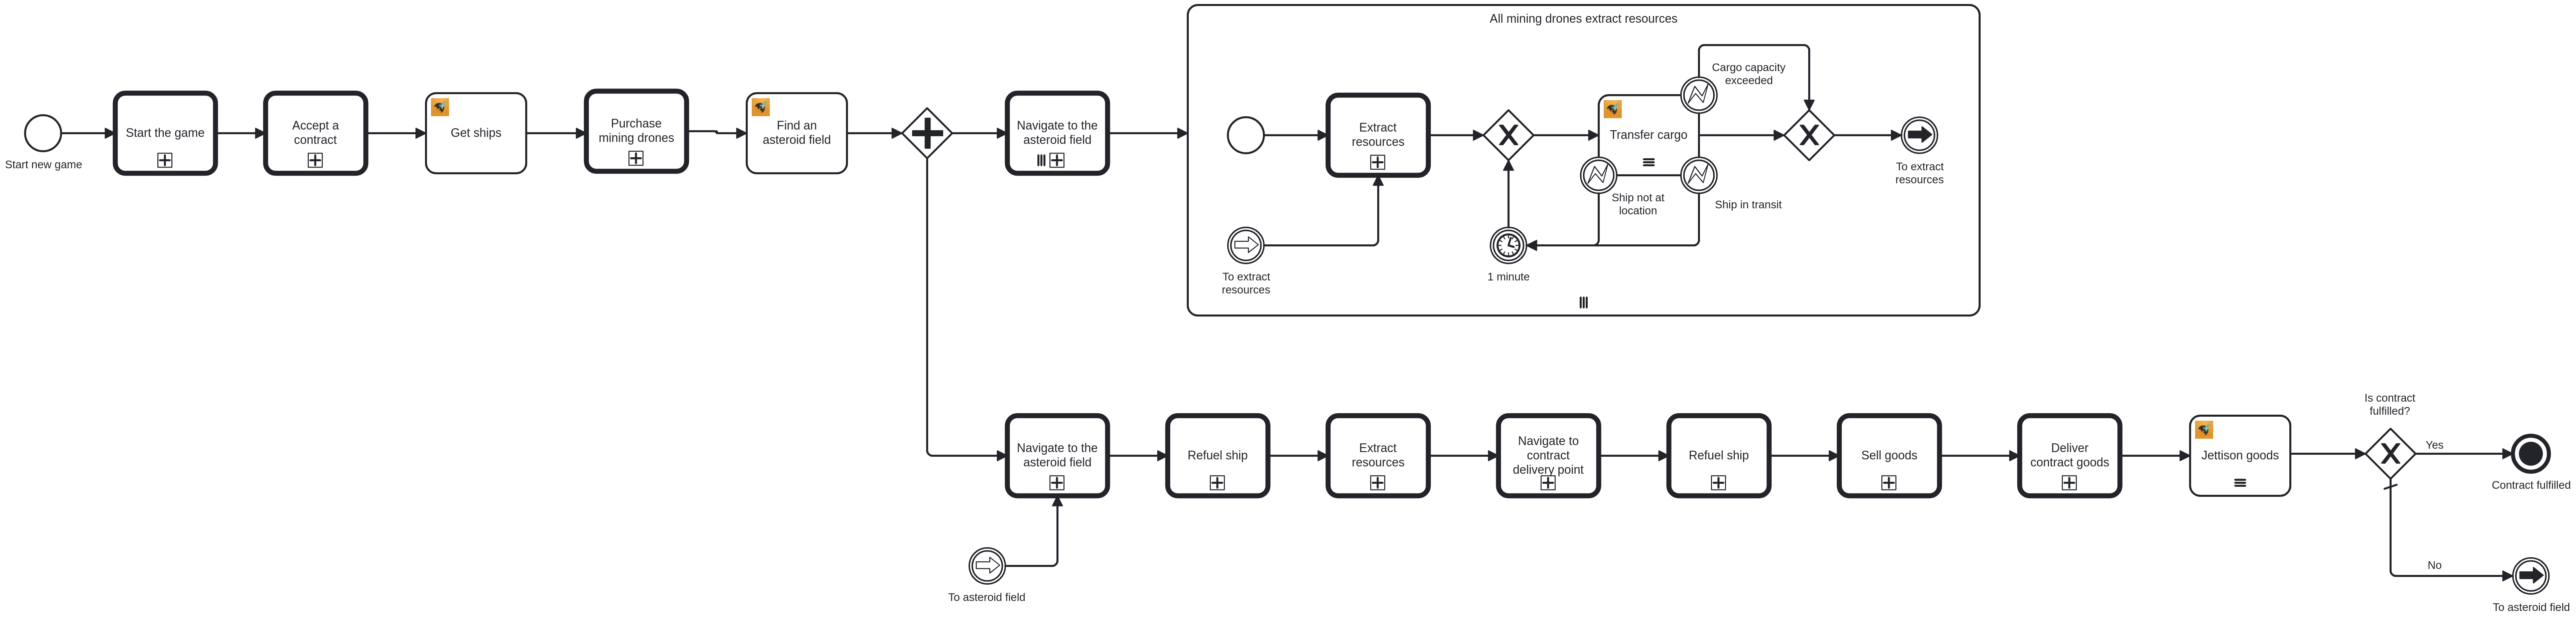 All mining drones extract resources
Cargo capacity
exceeded
Start the game
Accept a
contract
Get ships
Purchase
mining drones
Find an
asteroid field
Navigate to the
asteroid field
Extract
resources
Transfer cargo
Start new game
To extract
resources
Ship not at
location
Ship in transit
To extract
resources
1 minute
Is contract
fulfilled?
Navigate to the
asteroid field
Refuel ship
Extract
resources
Navigate to
contract
delivery point
Refuel ship
Sell goods
Deliver
contract goods
Jettison goods
Yes
Contract fulfilled
No
To asteroid field
To asteroid field